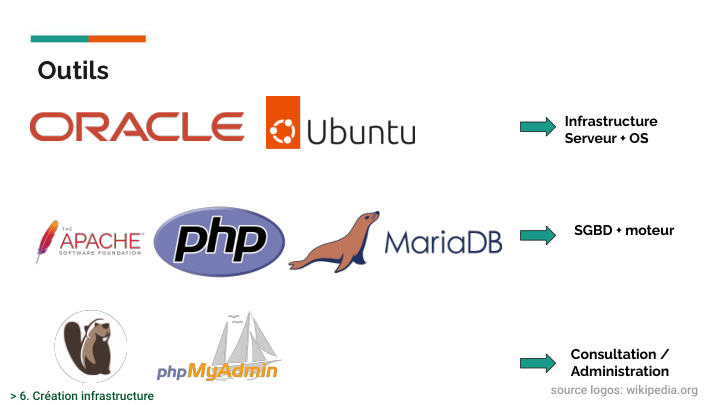 Outils
ORACLE
Ubuntu
Infrastructure
Serveur + OS
THE
APACHE™
SOFTWARE FOUNDATION
php
MariaDB
SGBD + moteur
phpMyAdmin
Consultation /
Administration
source logos: wikipedia.org
> 6. Création infrastructure